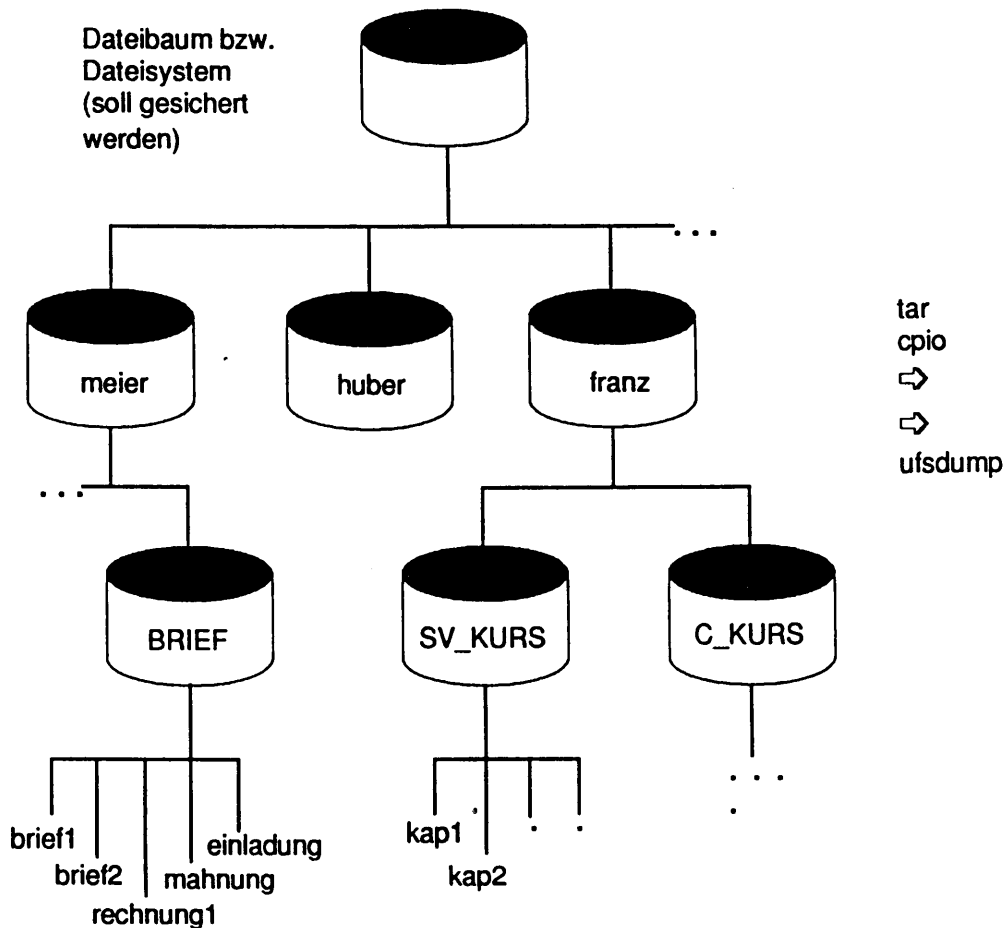 Dateibaum bzw.
Dateisystem
(soll gesichert
werden)
. . .
meier
huber
franz
tar
cpio
⇨
⇨
ufsdump
. . .
BRIEF
SV_KURS
C_KURS
. . .
.
brief1
brief2
rechnung1
mahnung
einladung
kap1
kap2
. .